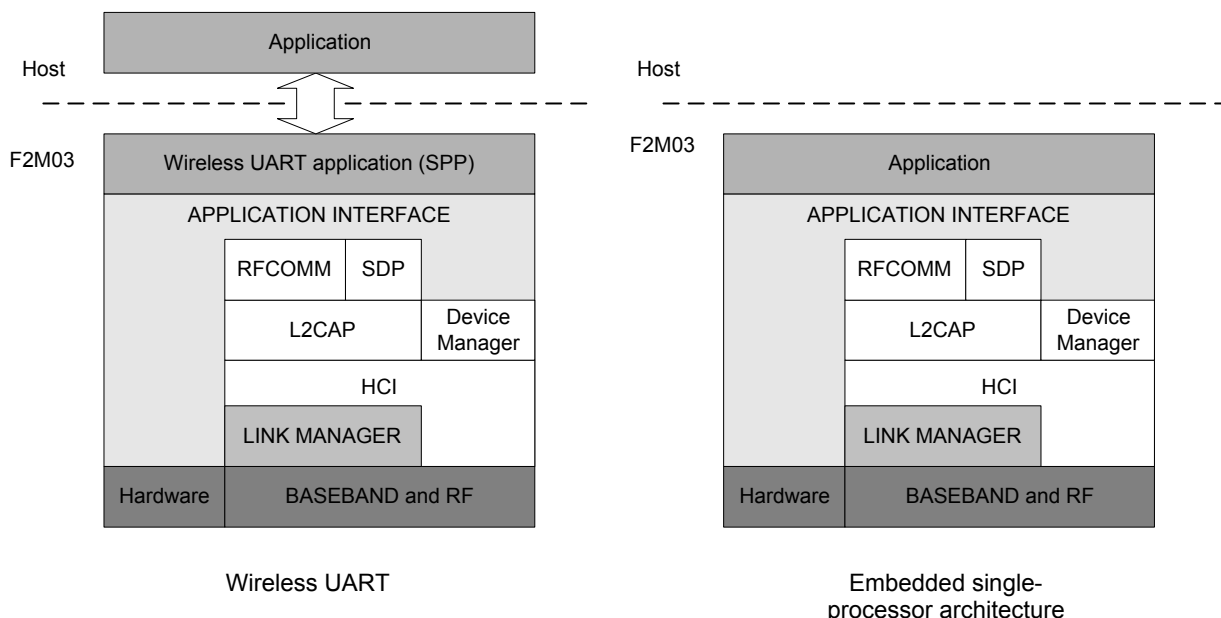 Application
Host
F2M03
Wireless UART application (SPP)
APPLICATION INTERFACE
RFCOMM
SDP
L2CAP
Device
Manager
HCI
LINK MANAGER
Hardware
BASEBAND and RF
Wireless UART
Host
F2M03
Application
APPLICATION INTERFACE
RFCOMM
SDP
L2CAP
Device
Manager
HCI
LINK MANAGER
Hardware
BASEBAND and RF
Embedded single-
processor architecture